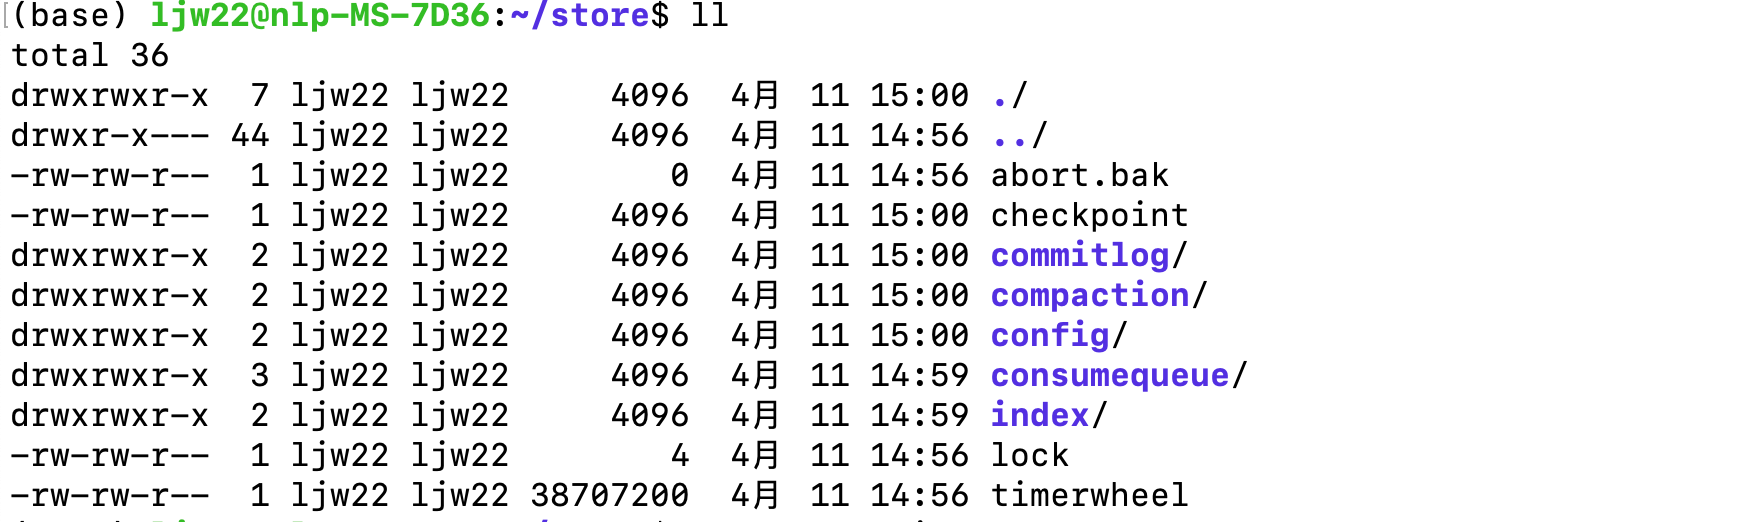 (base) ljw22@nlp-MS-7D36:~/store$ ll
total 36
drwxrwxr-x  7 ljw22 ljw22     4096  4月  11 15:00 ./
drwxr-x--- 44 ljw22 ljw22     4096  4月  11 14:56 ../
-rw-rw-r--  1 ljw22 ljw22        0  4月  11 14:56 abort.bak
-rw-rw-r--  1 ljw22 ljw22     4096  4月  11 15:00 checkpoint
drwxrwxr-x  2 ljw22 ljw22     4096  4月  11 15:00 commitlog/
drwxrwxr-x  2 ljw22 ljw22     4096  4月  11 15:00 compaction/
drwxrwxr-x  2 ljw22 ljw22     4096  4月  11 15:00 config/
drwxrwxr-x  3 ljw22 ljw22     4096  4月  11 14:59 consumequeue/
drwxrwxr-x  2 ljw22 ljw22     4096  4月  11 14:59 index/
-rw-rw-r--  1 ljw22 ljw22        4  4月  11 14:56 lock
-rw-rw-r--  1 ljw22 ljw22 38707200  4月  11 14:56 timerwheel